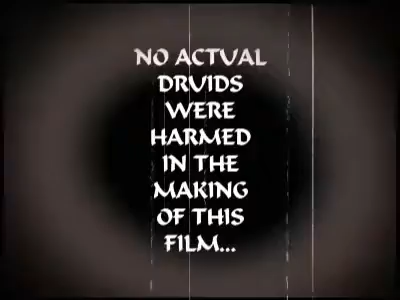 NO ACTUAL
DRUIDS
WERE
HARMED
IN THE
MAKING
OF THIS
FILM...